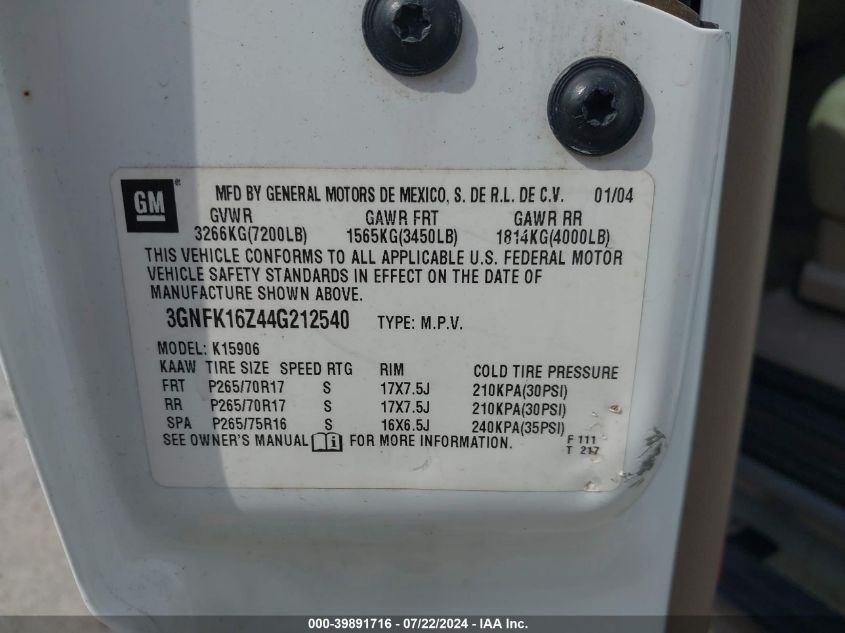 GM ® MFD BY GENERAL MOTORS DE MEXICO, S. DE R.L. DE C.V. 01/04
GVWR GAWR FRT GAWR RR
3266KG(7200LB) 1565KG(3450LB) 1814KG(4000LB)
THIS VEHICLE CONFORMS TO ALL APPLICABLE U.S. FEDERAL MOTOR
VEHICLE SAFETY STANDARDS IN EFFECT ON THE DATE OF
MANUFACTURE SHOWN ABOVE.
3GNFK16Z44G212540 TYPE: M.P.V.
MODEL: K15906
KAAW TIRE SIZE SPEED RTG RIM COLD TIRE PRESSURE
FRT P265/70R17 S 17X7.5J 210KPA(30PSI)
RR P265/70R17 S 17X7.5J 210KPA(30PSI)
SPA P265/75R16 S 16X6.5J 240KPA(35PSI)
SEE OWNER'S MANUAL i FOR MORE INFORMATION.
F 111
T 217
000-39891716 - 07/22/2024 - IAA Inc.